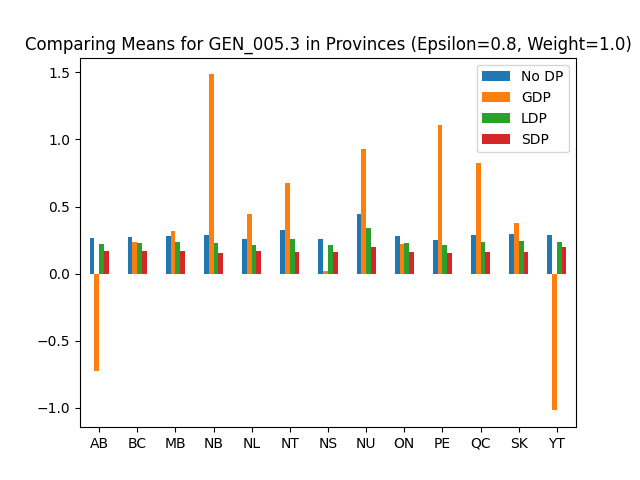 Comparing Means for GEN_005.3 in Provinces (Epsilon=0.8, Weight=1.0)
No DP
GDP
LDP
SDP
1.5
1.0
0.5
0.0
−0.5
−1.0
AB BC MB NB NL NT NS NU ON PE QC SK YT